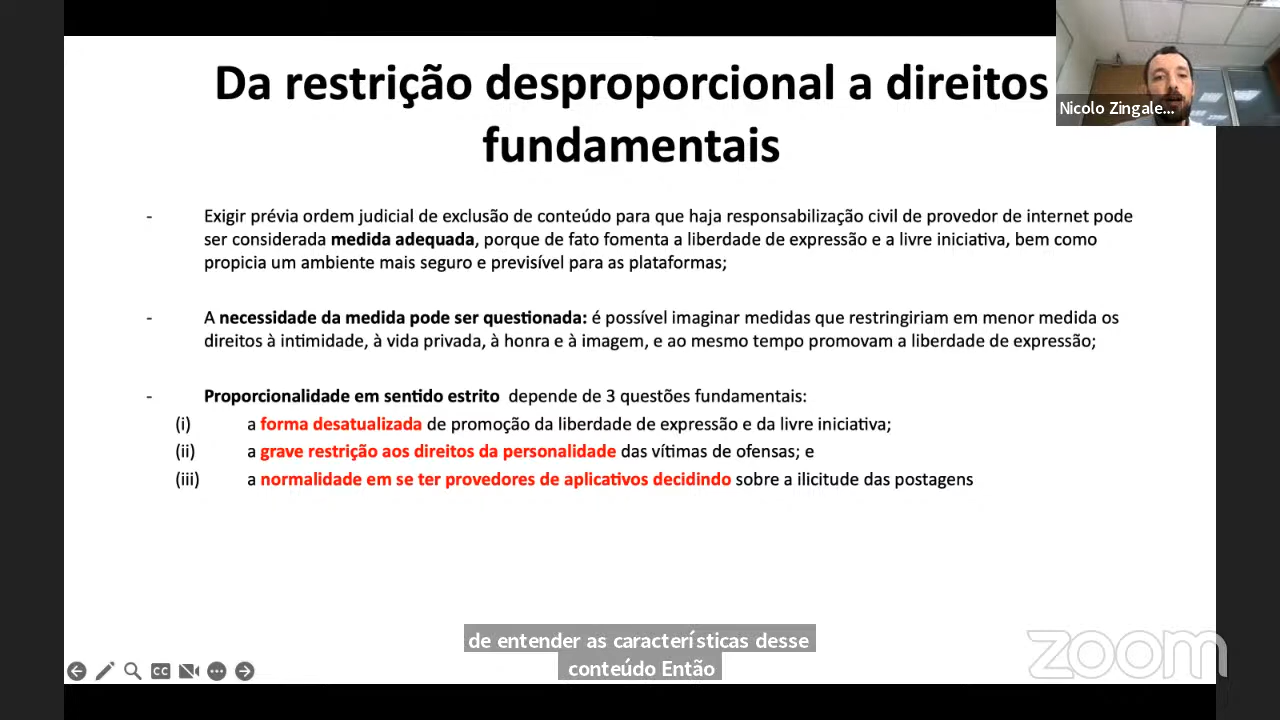 Da restrição desproporcional a direitos
fundamentais
Nicolo Zingale...
- Exigir prévia ordem judicial de exclusão de conteúdo para que haja responsabilização civil de provedor de internet pode
ser considerada medida adequada, porque de fato fomenta a liberdade de expressão e a livre iniciativa, bem como
propicia um ambiente mais seguro e previsível para as plataformas;
- A necessidade da medida pode ser questionada: é possível imaginar medidas que restringiriam em menor medida os
direitos à intimidade, à vida privada, à honra e à imagem, e ao mesmo tempo promovam a liberdade de expressão;
- Proporcionalidade em sentido estrito depende de 3 questões fundamentais:
(i) a forma desatualizada de promoção da liberdade de expressão e da livre iniciativa;
(ii) a grave restrição aos direitos da personalidade das vítimas de ofensas; e
(iii) a normalidade em se ter provedores de aplicativos decidindo sobre a ilicitude das postagens
de entender as características desse
conteúdo Então
zoom
CC